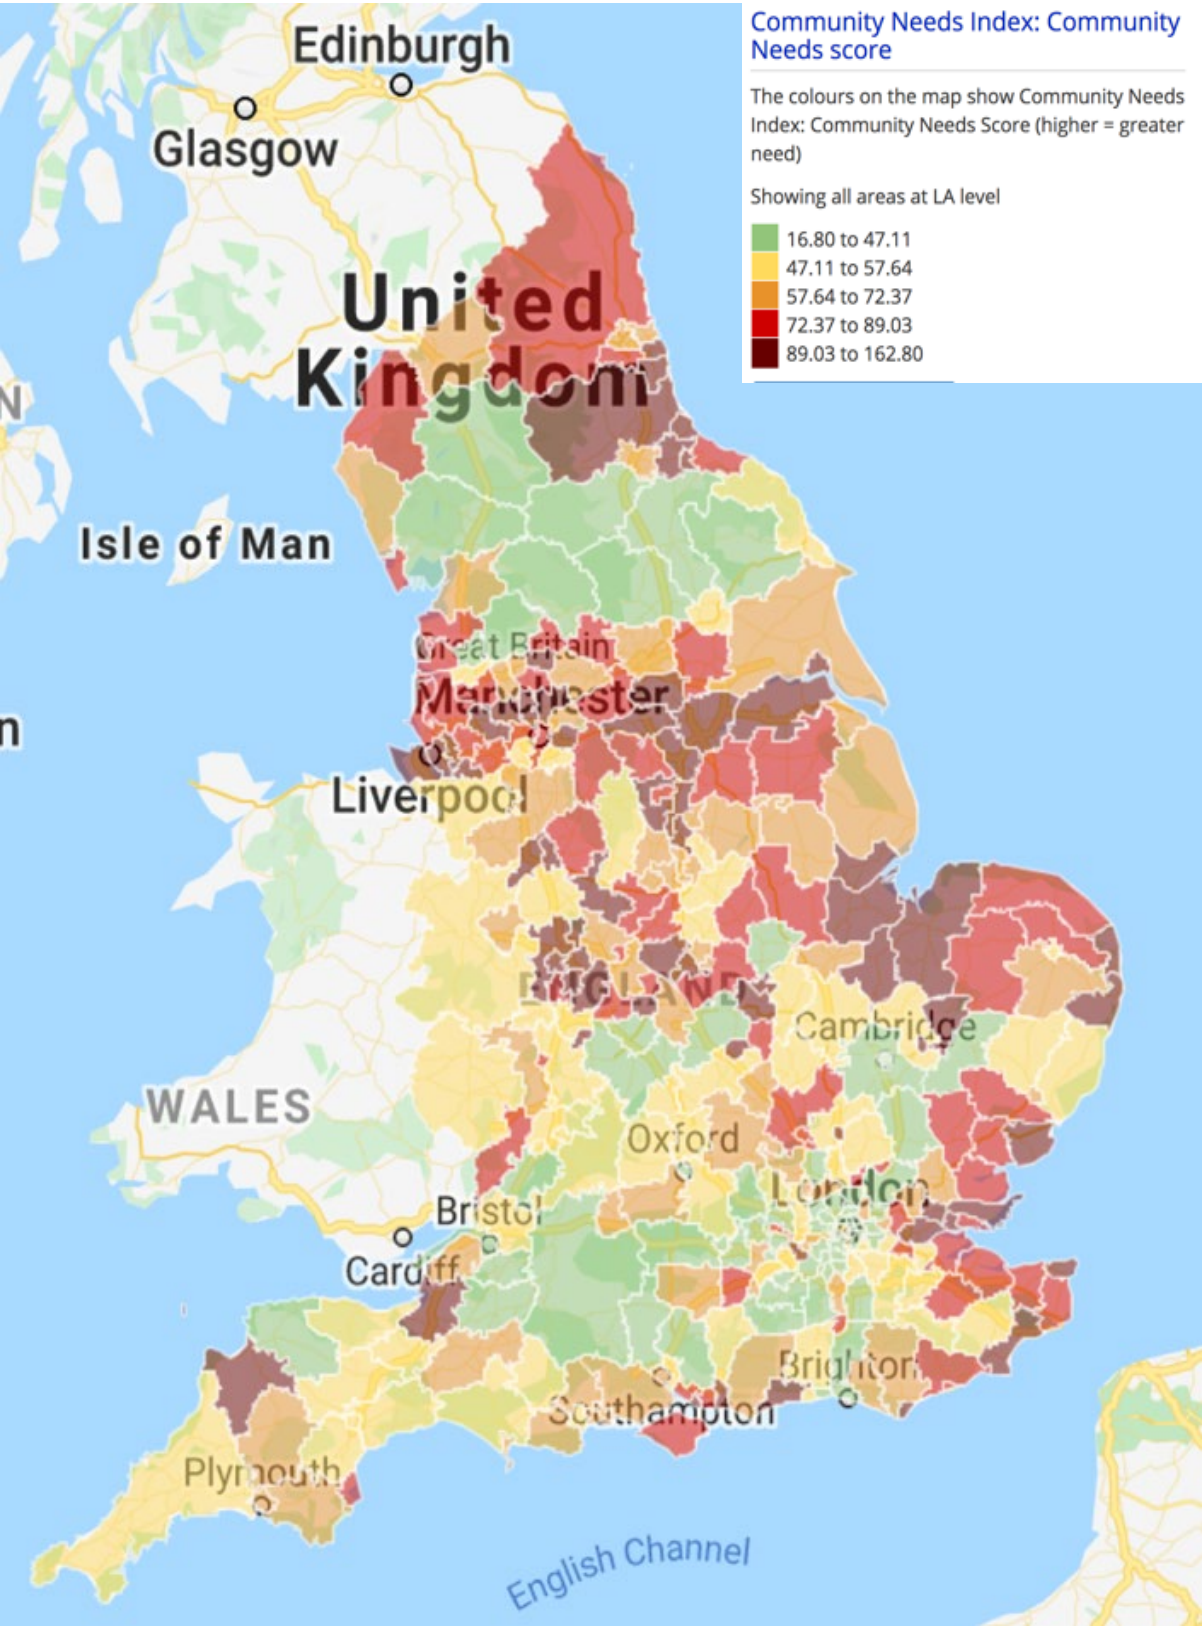 Community Needs Index: Community
Needs score
The colours on the map show Community Needs
Index: Community Needs Score (higher = greater
need)
Showing all areas at LA level
16.80 to 47.11
47.11 to 57.64
57.64 to 72.37
72.37 to 89.03
89.03 to 162.80
Edinburgh
Glasgow
United
Kingdom
N
Isle of Man
Great Britain
Manchester
n
Liverpool
ENGLAND
Cambridge
WALES
Oxford
London
Bristol
Cardiff
Brighton
Southampton
Plymouth
English Channel